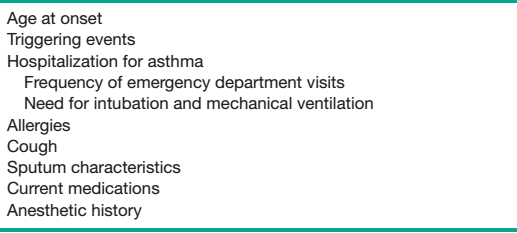 Age at onset
Triggering events
Hospitalization for asthma
Frequency of emergency department visits
Need for intubation and mechanical ventilation
Allergies
Cough
Sputum characteristics
Current medications
Anesthetic history